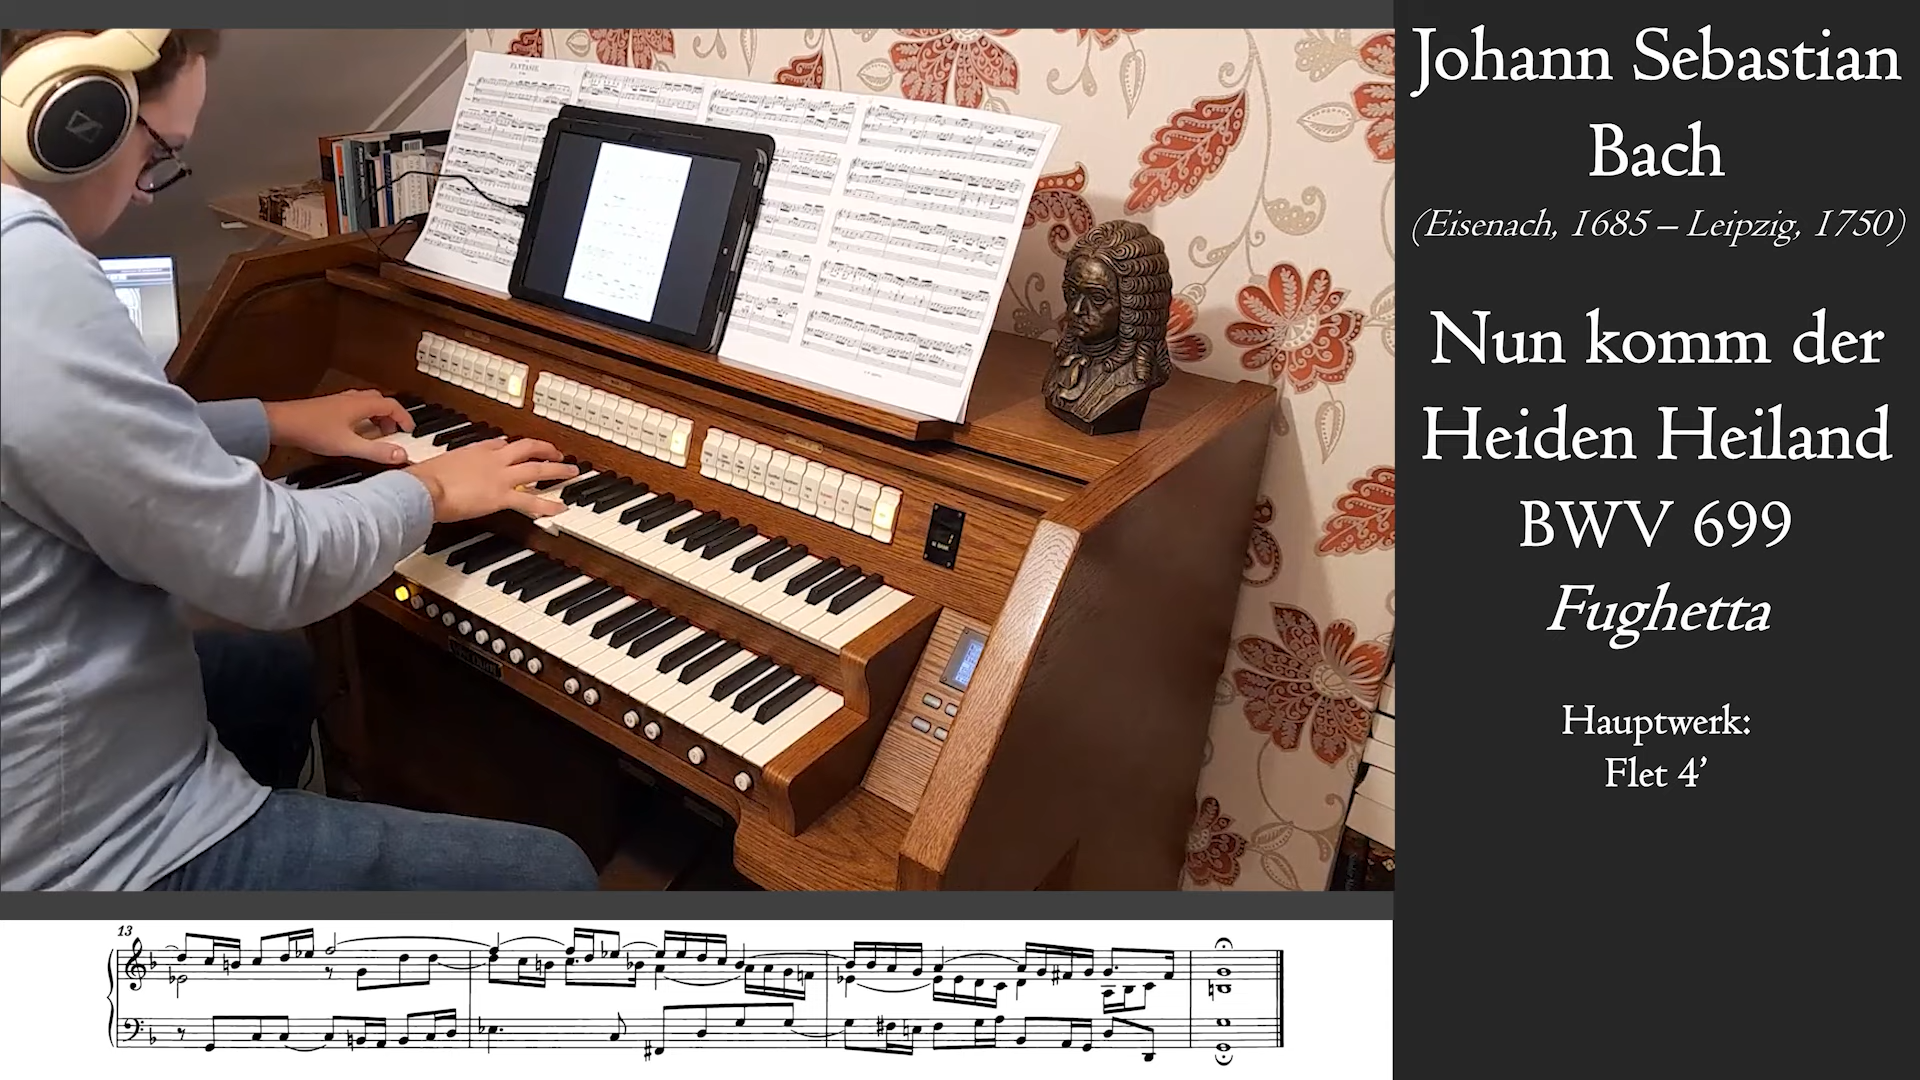 Johann Sebastian
Bach
(Eisenach, 1685 – Leipzig, 1750)
Nun komm der
Heiden Heiland
BWV 699
Fughetta
Hauptwerk:
Flet 4’
FANTASIE.
13